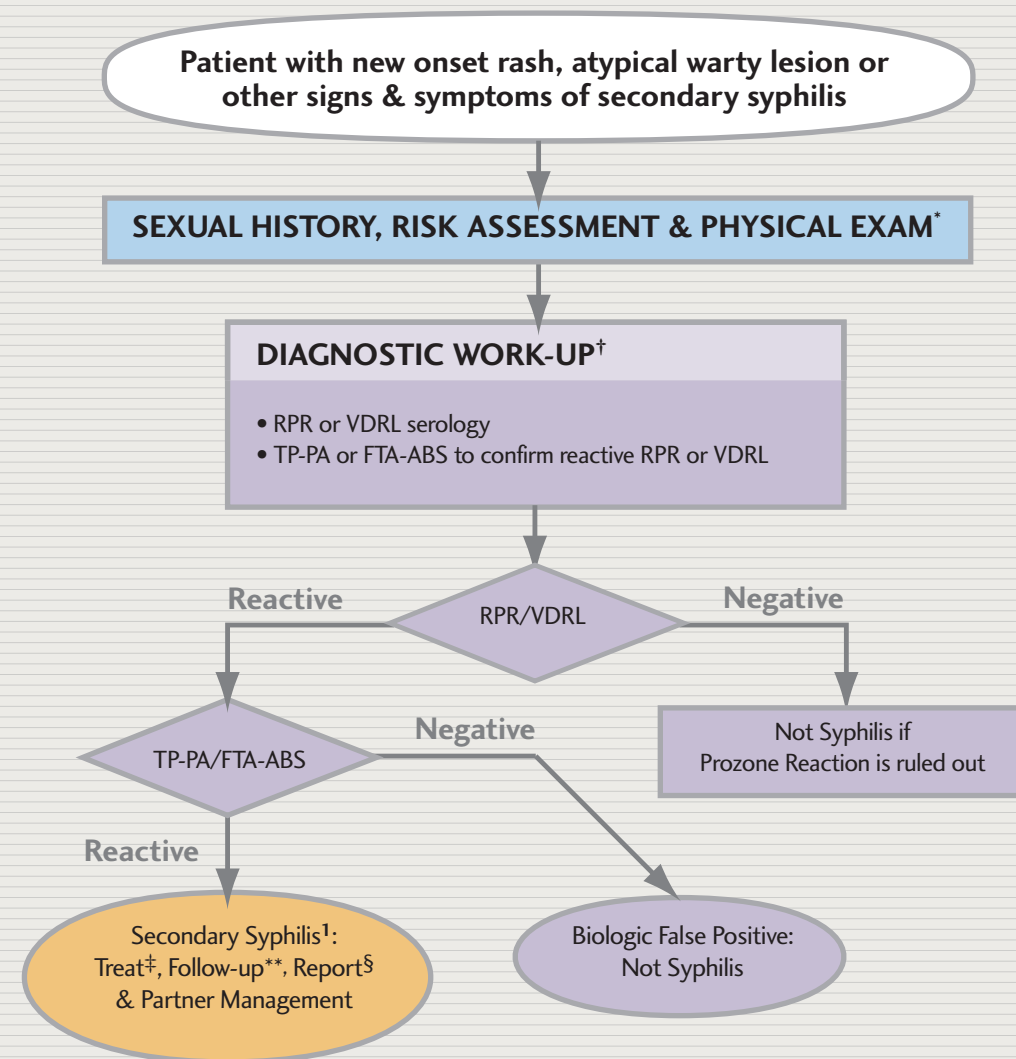 Patient with new onset rash, atypical warty lesion or
other signs & symptoms of secondary syphilis
SEXUAL HISTORY, RISK ASSESSMENT & PHYSICAL EXAM*
DIAGNOSTIC WORK-UP†
• RPR or VDRL serology
• TP-PA or FTA-ABS to confirm reactive RPR or VDRL
Reactive
RPR/VDRL
Negative
TP-PA/FTA-ABS
Negative
Not Syphilis if
Prozone Reaction is ruled out
Reactive
Secondary Syphilis¹:
Treat‡, Follow-up**, Report§
& Partner Management
Biologic False Positive:
Not Syphilis